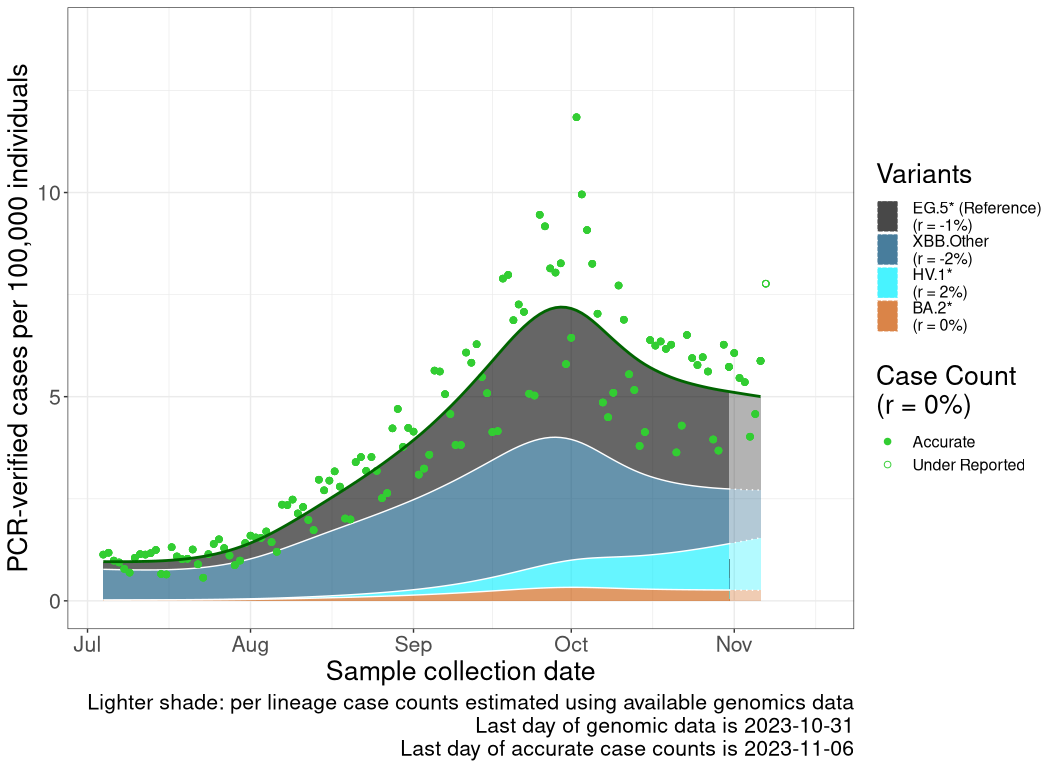 PCR-verified cases per 100,000 individuals
10
5
0
Jul Aug Sep Oct Nov
Sample collection date
Lighter shade: per lineage case counts estimated using available genomics data
Last day of genomic data is 2023-10-31
Last day of accurate case counts is 2023-11-06
Variants
EG.5* (Reference)
(r = -1%)
XBB.Other
(r = -2%)
HV.1*
(r = 2%)
BA.2*
(r = 0%)
Case Count
(r = 0%)
Accurate
Under Reported